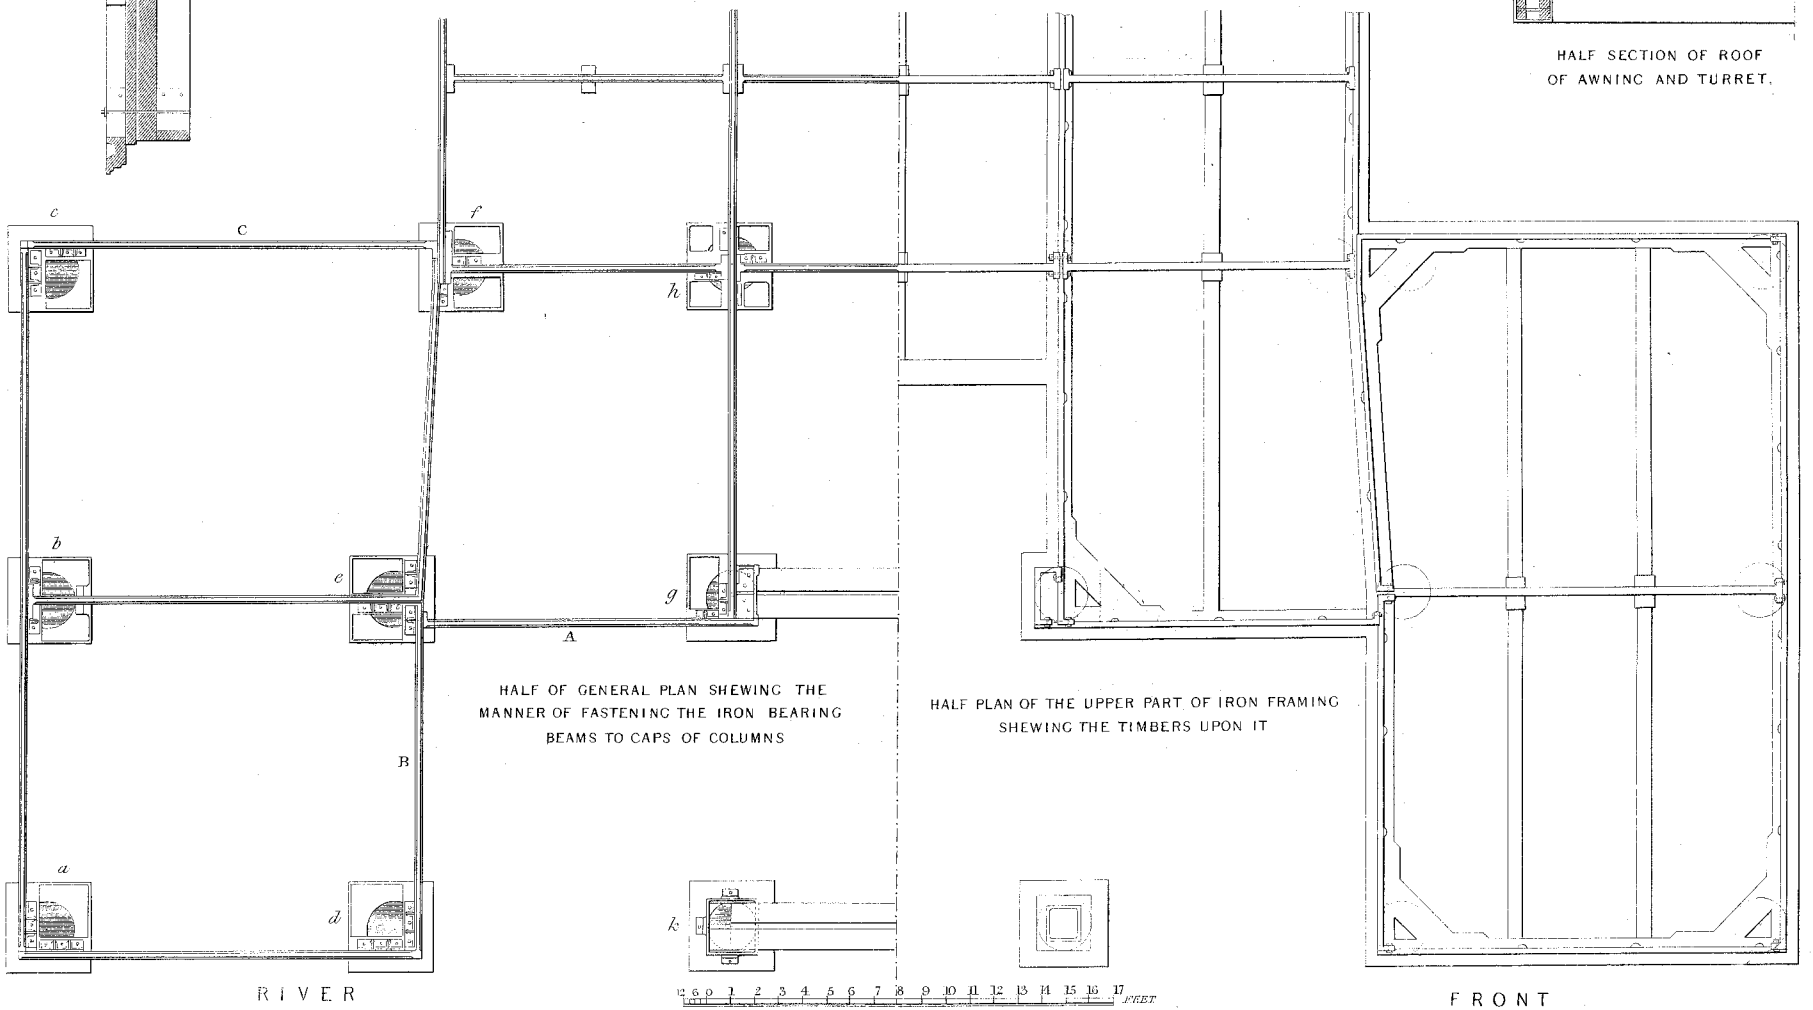 HALF SECTION OF ROOF
OF AWNING AND TURRET.
c
C
f
h
b
e
g
A
HALF OF GENERAL PLAN SHEWING THE
MANNER OF FASTENING THE IRON BEARING
BEAMS TO CAPS OF COLUMNS
HALF PLAN OF THE UPPER PART OF IRON FRAMING
SHEWING THE TIMBERS UPON IT
B
a
d
k
RIVER
12 6 0 1 2 3 4 5 6 7 8 9 10 11 12 13 14 15 16 17 FEET
FRONT